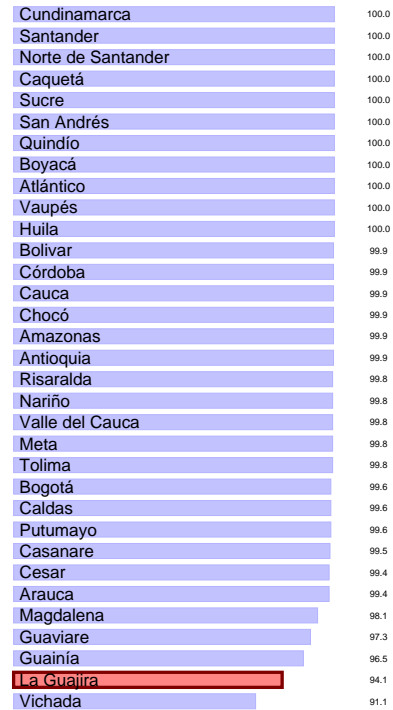 Cundinamarca 100.0
Santander 100.0
Norte de Santander 100.0
Caquetá 100.0
Sucre 100.0
San Andrés 100.0
Quindío 100.0
Boyacá 100.0
Atlántico 100.0
Vaupés 100.0
Huila 100.0
Bolivar 99.9
Córdoba 99.9
Cauca 99.9
Chocó 99.9
Amazonas 99.9
Antioquia 99.9
Risaralda 99.8
Nariño 99.8
Valle del Cauca 99.8
Meta 99.8
Tolima 99.8
Bogotá 99.6
Caldas 99.6
Putumayo 99.6
Casanare 99.5
Cesar 99.4
Arauca 99.4
Magdalena 98.1
Guaviare 97.3
Guainía 96.5
La Guajira 94.1
Vichada 91.1